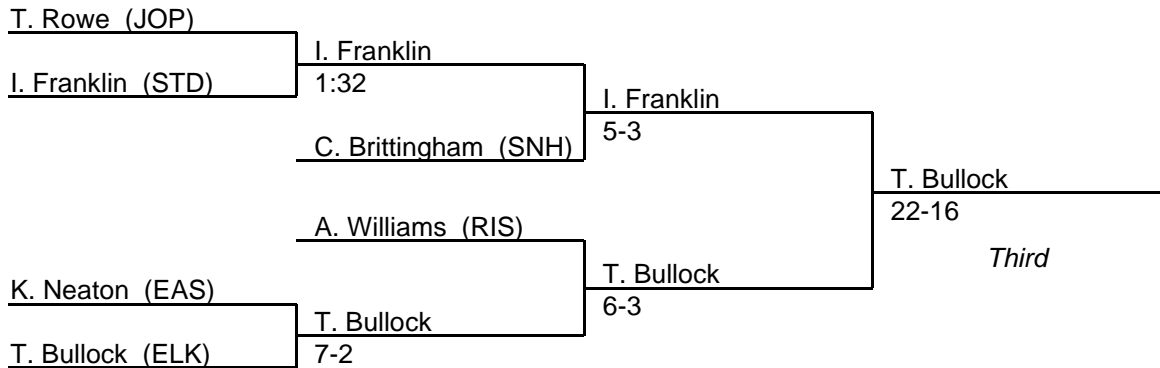 T. Rowe (JOP)
I. Franklin (STD)
I. Franklin
1:32
C. Brittingham (SNH)
I. Franklin
5-3
A. Williams (RIS)
K. Neaton (EAS)
T. Bullock (ELK)
T. Bullock
7-2
T. Bullock
6-3
T. Bullock
22-16
Third